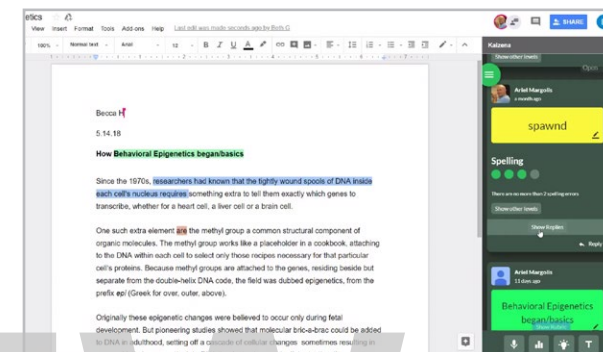 etics
View Insert Format Tools Add-ons Help Last edit was made seconds ago by Beth G
SHARE
100% Normal text Arial 12 B I U A
Kaizena
Show other levels
Open
Becca H
5.14.18
How Behavioral Epigenetics began/basics
Since the 1970s, researchers had known that the tightly wound spools of DNA inside
each cell's nucleus requires something extra to tell them exactly which genes to
transcribe, whether for a heart cell, a liver cell or a brain cell.
One such extra element are the methyl group a common structural component of
organic molecules. The methyl group works like a placeholder in a cookbook, attaching
to the DNA within each cell to select only those recipes necessary for that particular
cell's proteins. Because methyl groups are attached to the genes, residing beside but
separate from the double-helix DNA code, the field was dubbed epigenetics, from the
prefix epi (Greek for over, outer, above).
Originally these epigenetic changes were believed to occur only during fetal
development. But pioneering studies showed that molecular bric-a-brac could be added
to DNA in adulthood, setting off a cascade of cellular changes sometimes resulting in
Ariel Margolis
a month ago
spawnd
Spelling
There are no more than 2 spelling errors
Show other levels
Show Replies
Reply
Ariel Margolis
11 days ago
Behavioral Epigenetics
began/basics